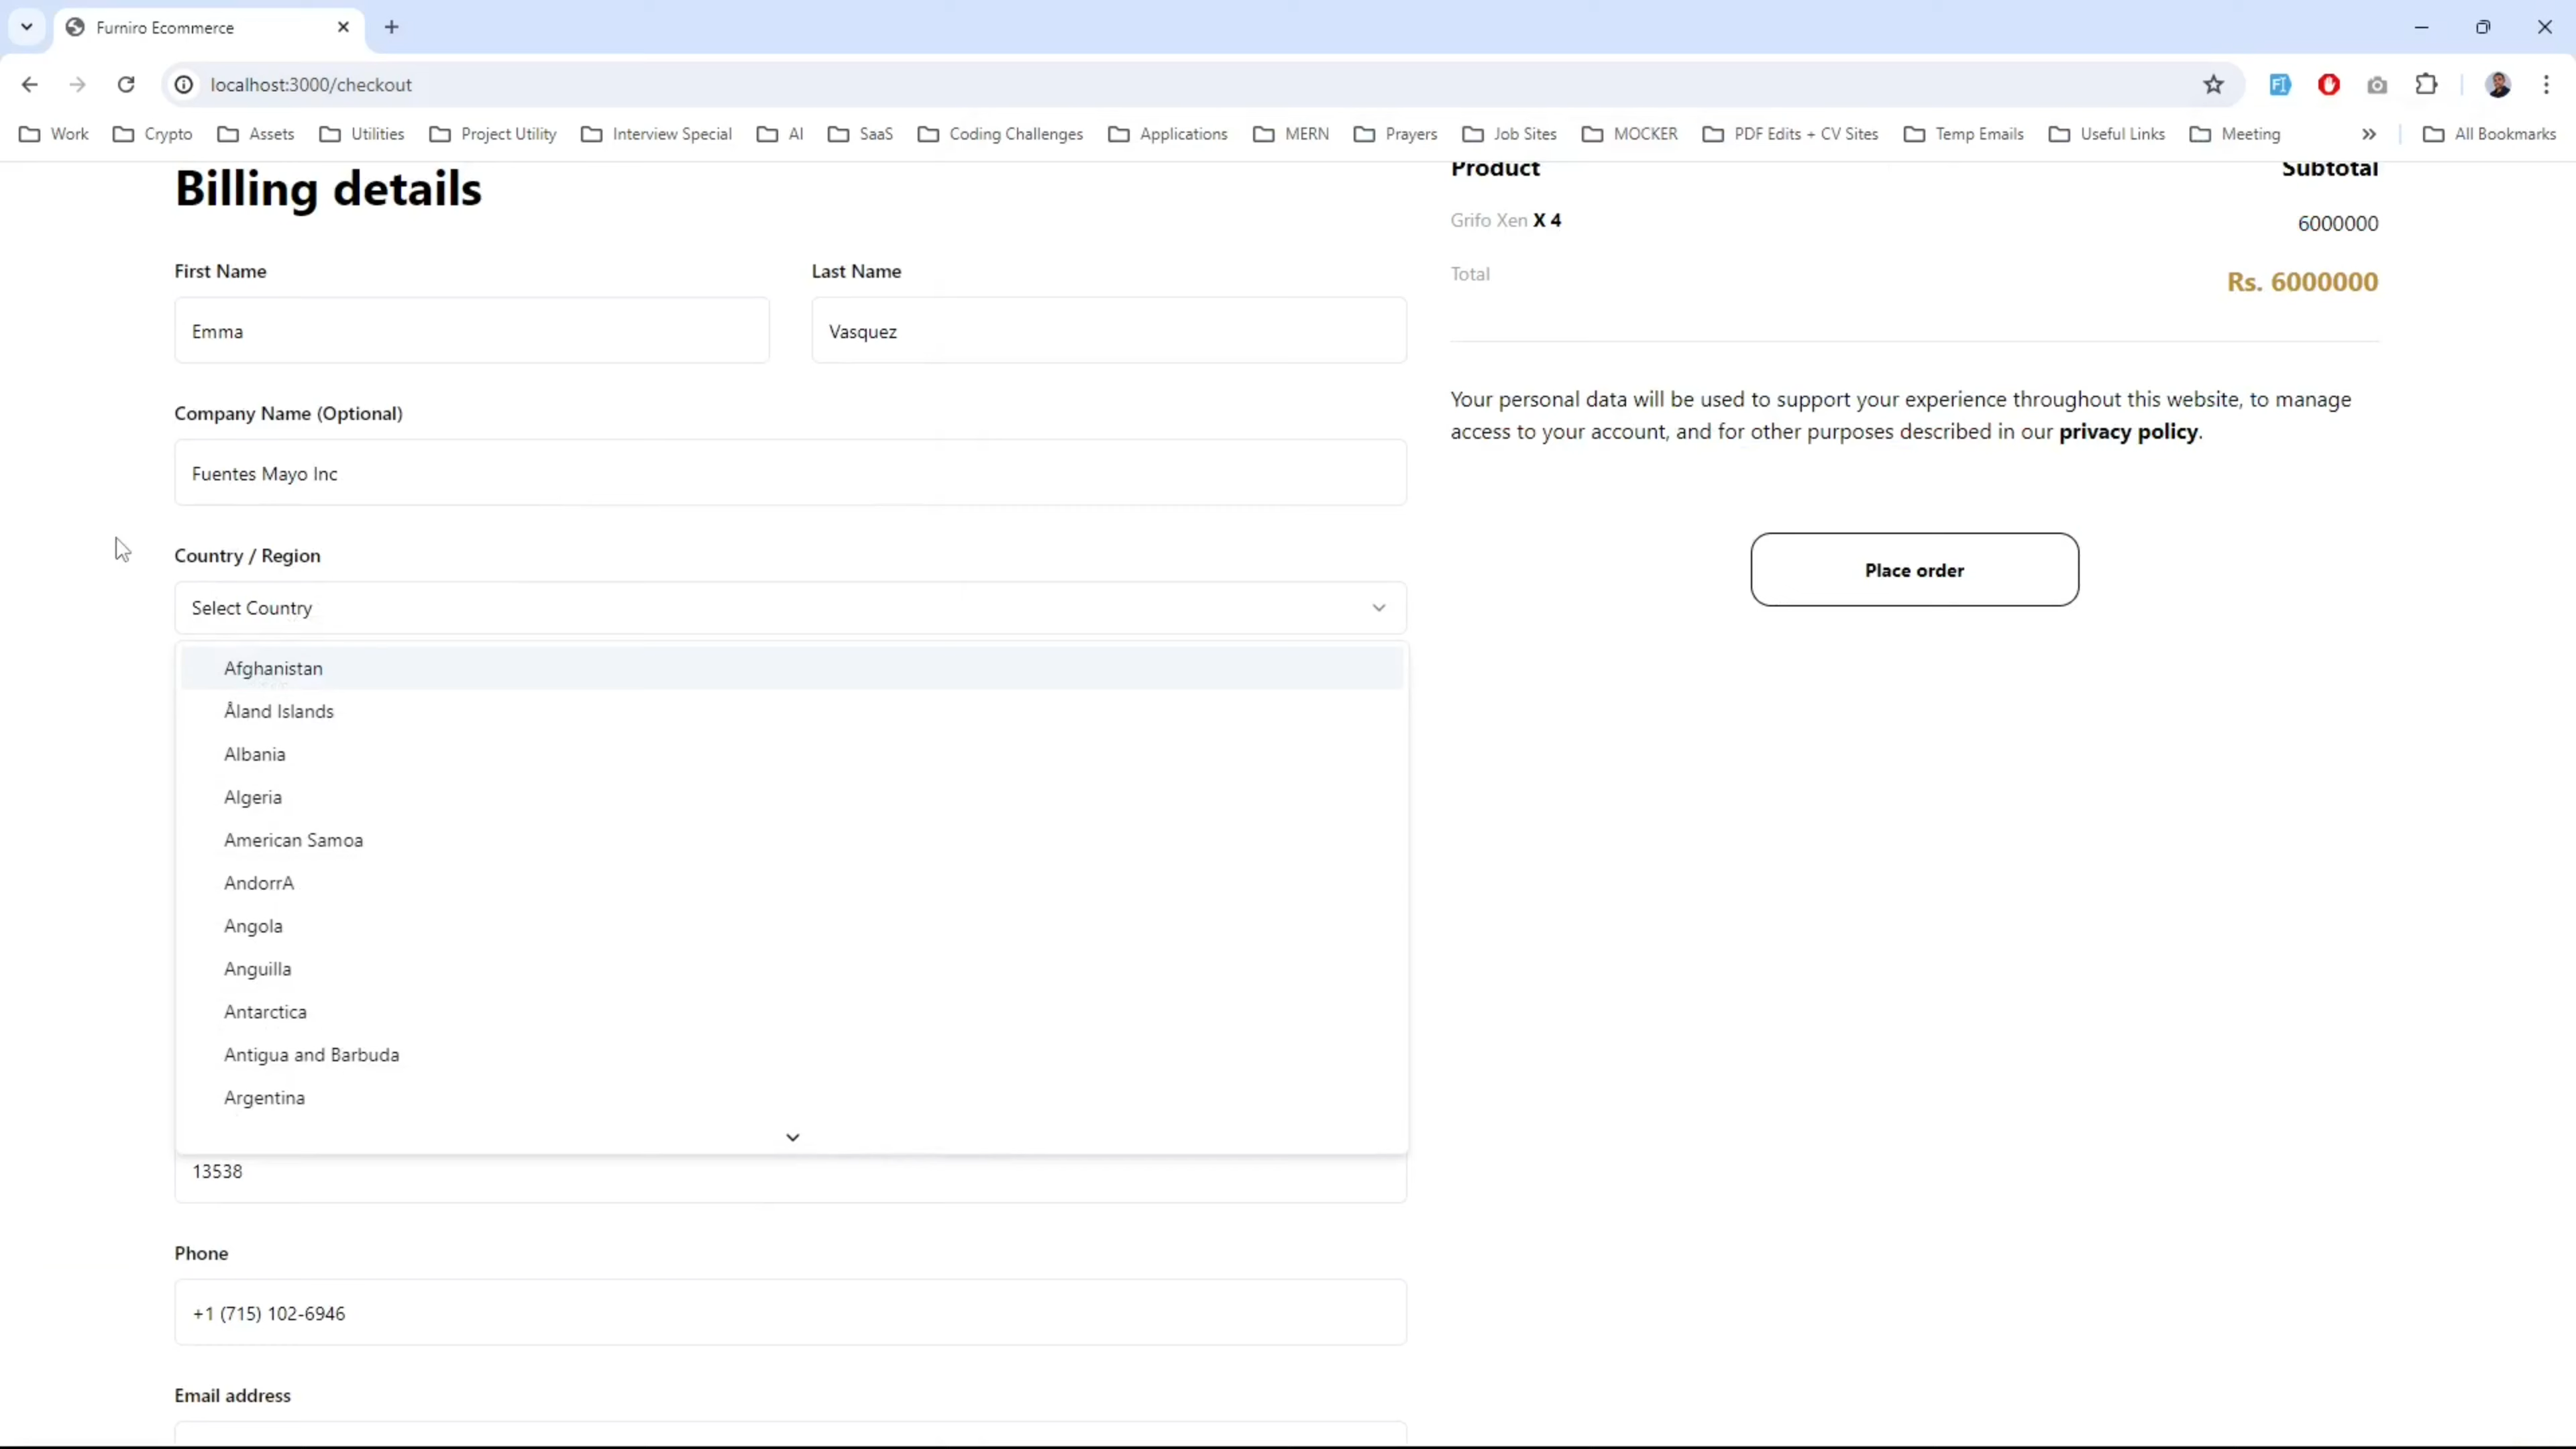 Furniro Ecommerce
localhost:3000/checkout
Work
Crypto
Assets
Utilities
Project Utility
Interview Special
AI
SaaS
Coding Challenges
Applications
MERN
Prayers
Job Sites
MOCKER
PDF Edits + CV Sites
Temp Emails
Useful Links
Meeting
All Bookmarks
Billing details
First Name
Last Name
Emma
Vasquez
Company Name (Optional)
Fuentes Mayo Inc
Country / Region
Select Country
Afghanistan
Åland Islands
Albania
Algeria
American Samoa
AndorrA
Angola
Anguilla
Antarctica
Antigua and Barbuda
Argentina
13538
Phone
+1 (715) 102-6946
Email address
Product
Subtotal
Grifo Xen X 4
6000000
Total
Rs. 6000000
Your personal data will be used to support your experience throughout this website, to manage
access to your account, and for other purposes described in our privacy policy.
Place order